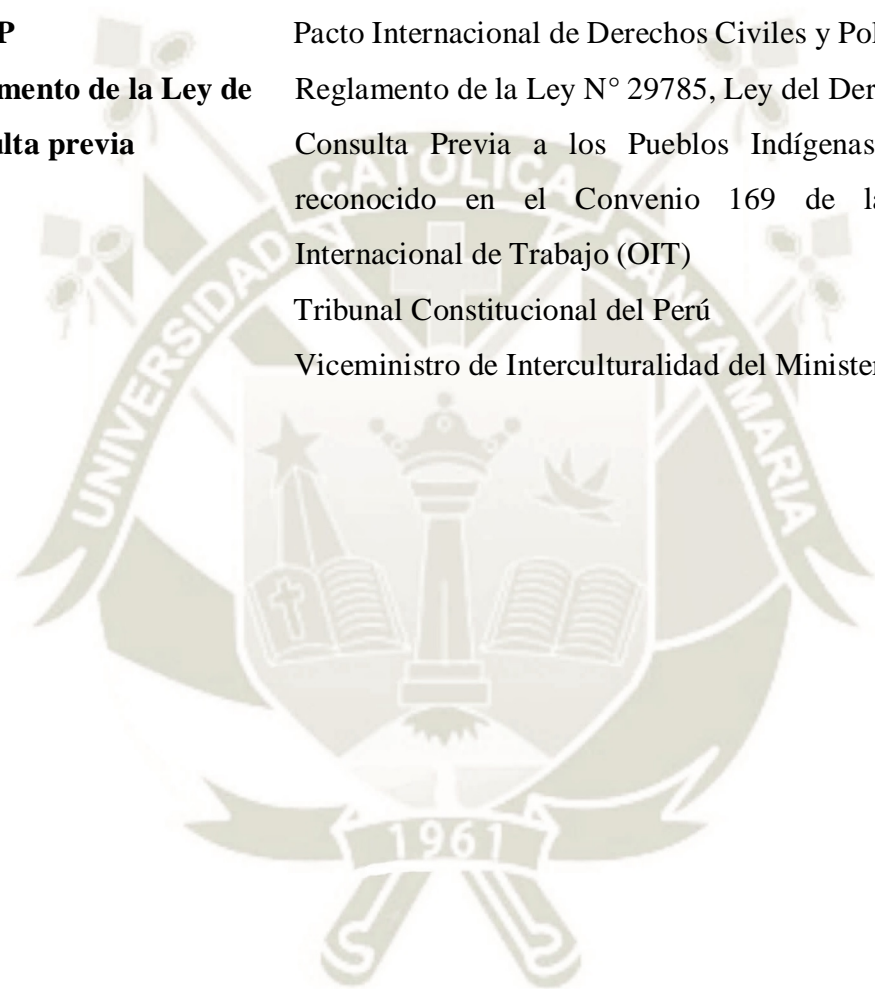 P Pacto Internacional de Derechos Civiles y Pol
mento de la Ley de Reglamento de la Ley N° 29785, Ley del Der
ulta previa Consulta Previa a los Pueblos Indígenas
reconocido en el Convenio 169 de l
Internacional de Trabajo (OIT)
Tribunal Constitucional del Perú
Viceministro de Interculturalidad del Minister
UNIVERSIDAD CATOLICA SANTA MARIA
1961